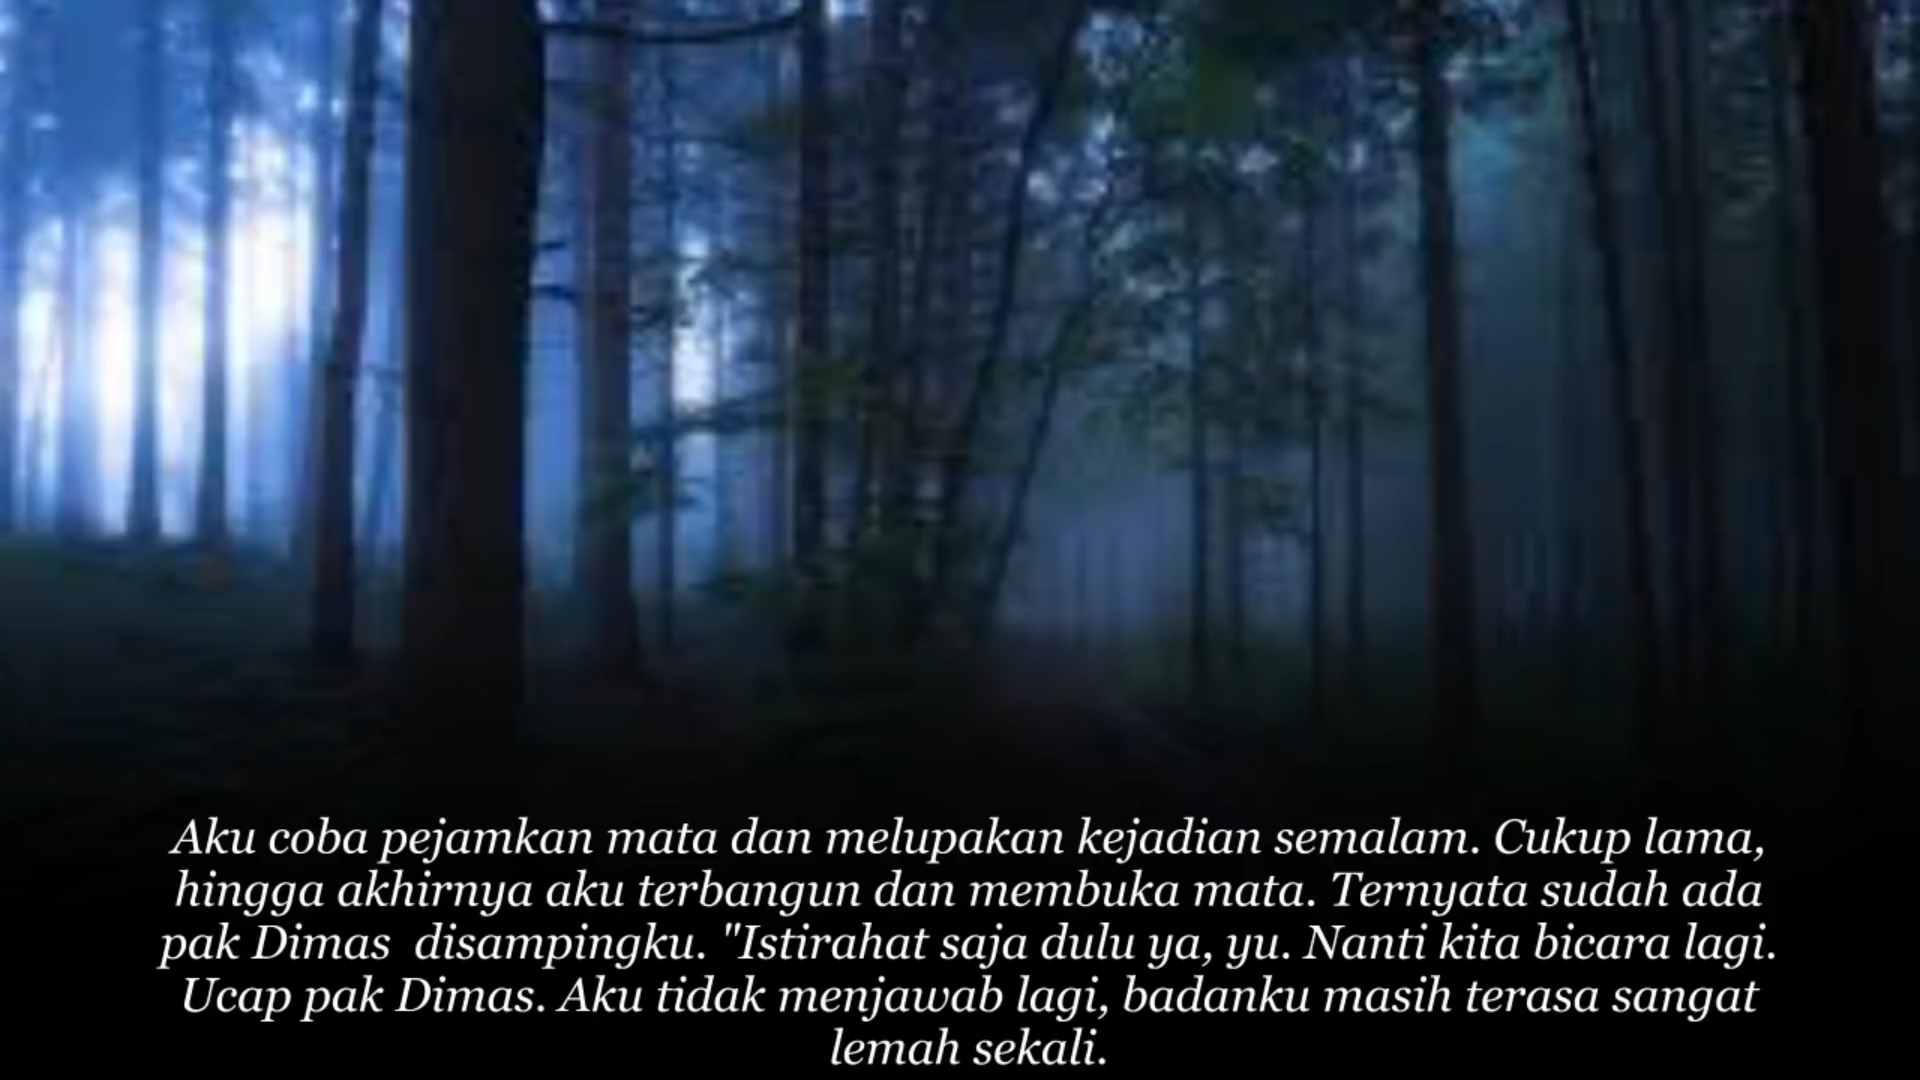 Aku coba pejamkan mata dan melupakan kejadian semalam. Cukup lama,
hingga akhirnya aku terbangun dan membuka mata. Ternyata sudah ada
pak Dimas  disampingku. "Istirahat saja dulu ya, yu. Nanti kita bicara lagi.
Ucap pak Dimas. Aku tidak menjawab lagi, badanku masih terasa sangat
lemah sekali.